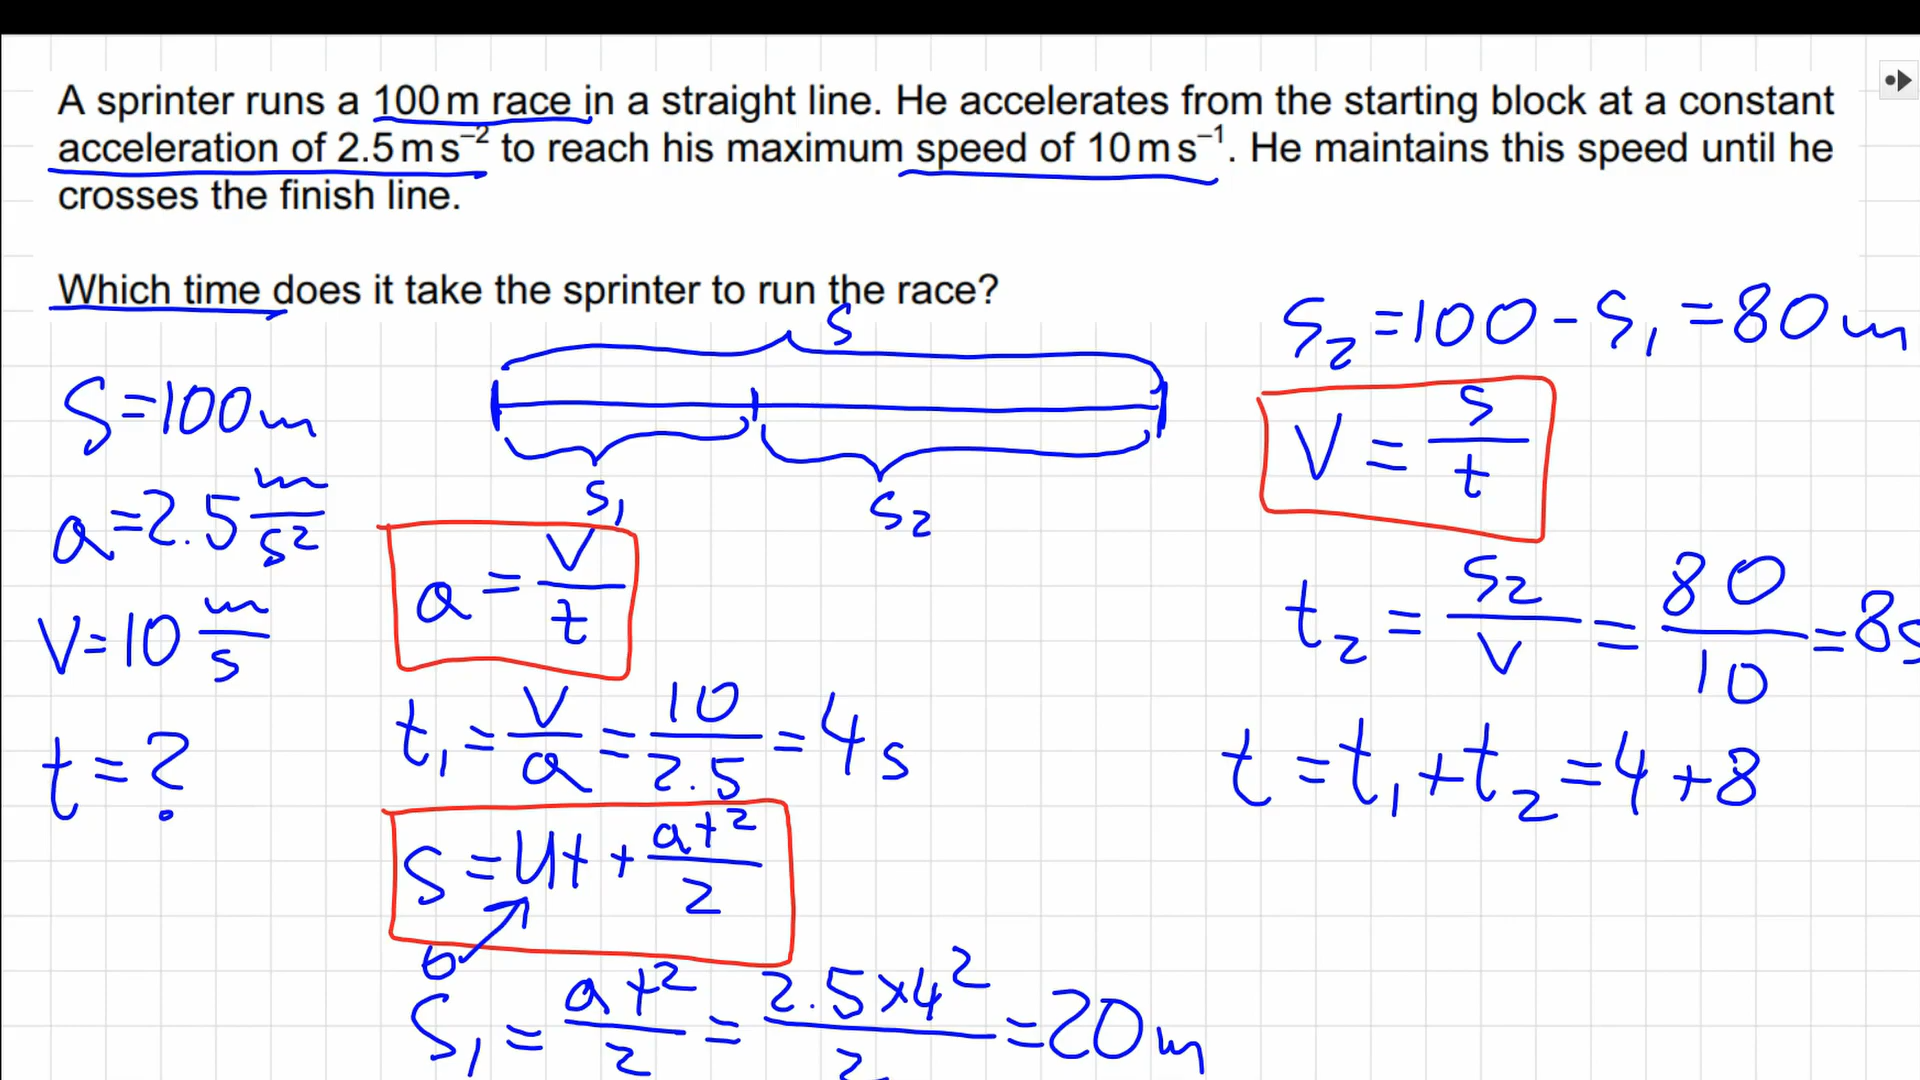 A sprinter runs a 100 m race in a straight line. He accelerates from the starting block at a constant
acceleration of 2.5 m s⁻² to reach his maximum speed of 10 m s⁻¹. He maintains this speed until he
crosses the finish line.
Which time does it take the sprinter to run the race?
S = 100 m
a = 2.5 m/s²
V = 10 m/s
t = ?
S
S₁
S₂
a = V/t
t₁ = V/a = 10/2.5 = 4 s
S = Ut + at²/2
0
S₁ = at²/2 = 2.5×4²/2 = 20 m
S₂ = 100 - S₁ = 80 m
V = S/t
t₂ = S₂/V = 80/10 = 8s
t = t₁ + t₂ = 4 + 8